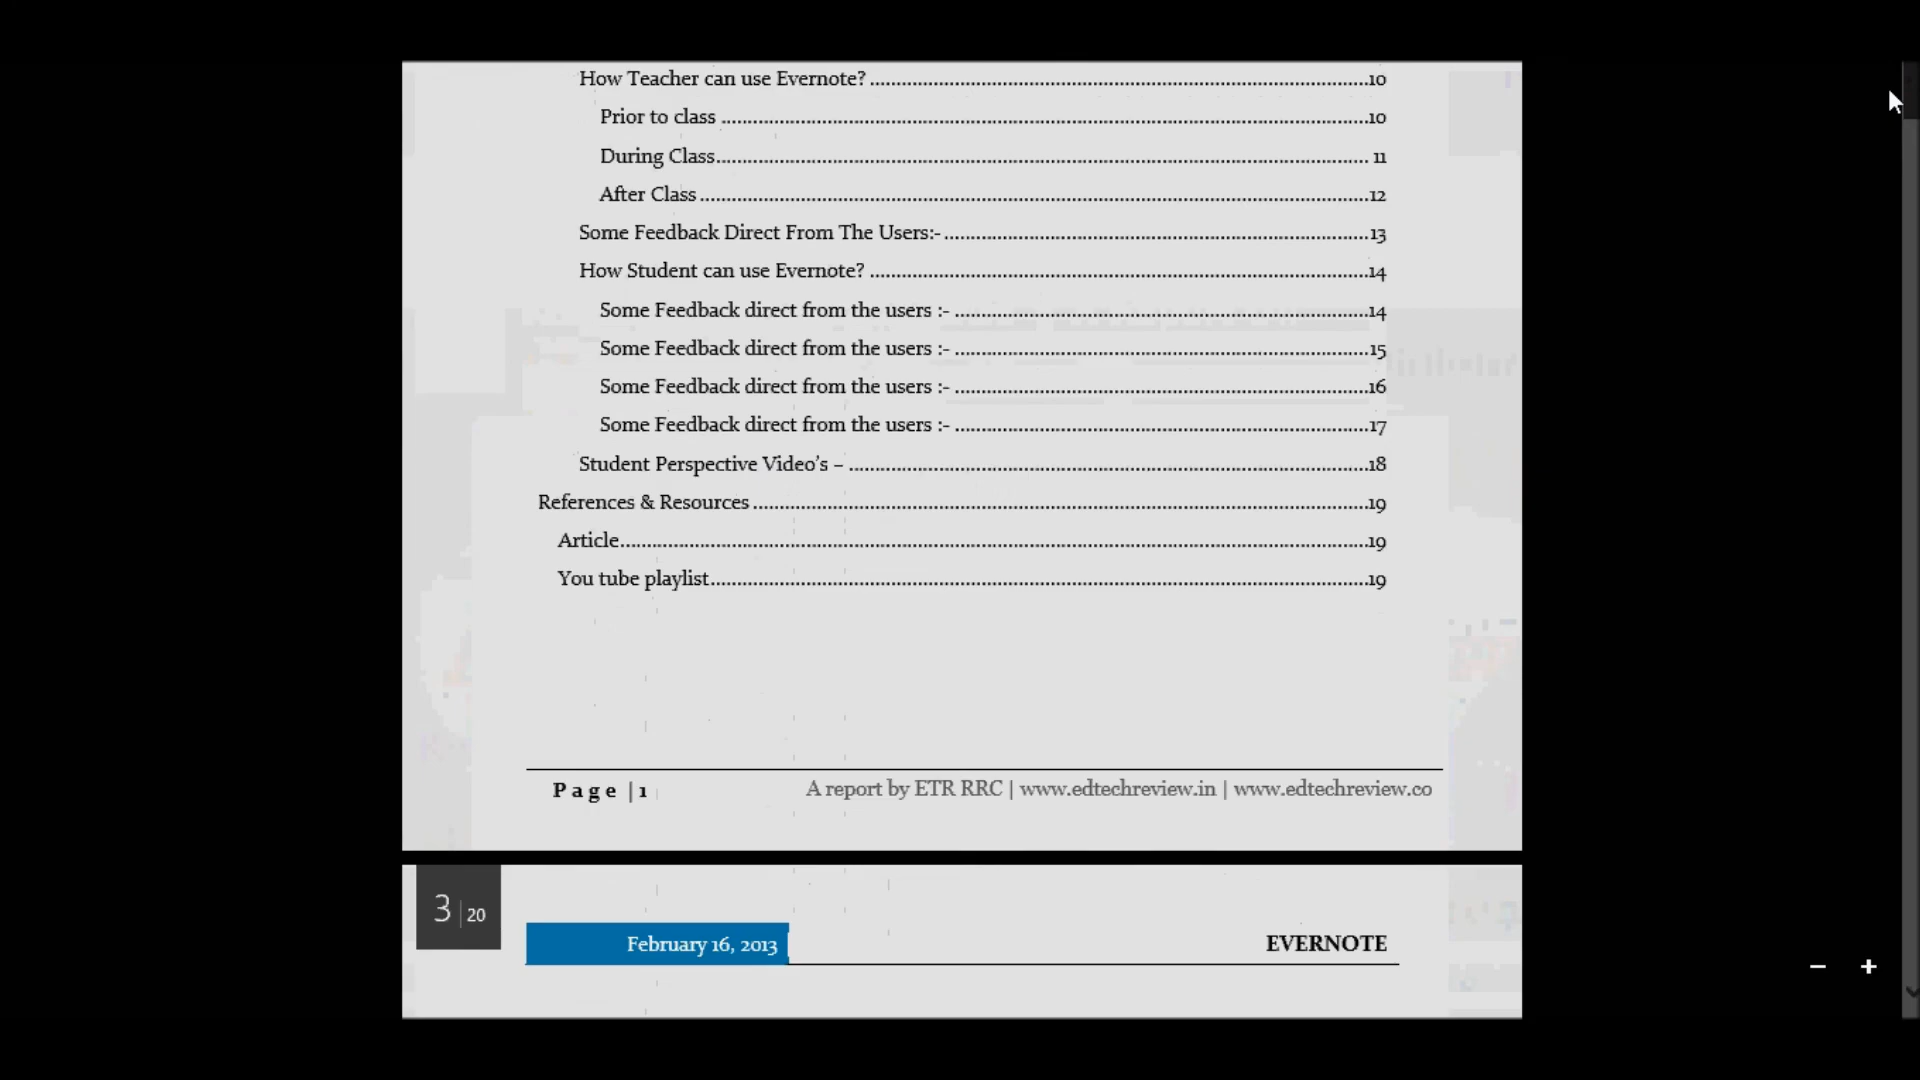 How Teacher can use Evernote? ........ 10
Prior to class ........ 10
During Class........ 11
After Class ........ 12
Some Feedback Direct From The Users:- ........ 13
How Student can use Evernote? ........ 14
Some Feedback direct from the users :- ........ 14
Some Feedback direct from the users :- ........ 15
Some Feedback direct from the users :- ........ 16
Some Feedback direct from the users :- ........ 17
Student Perspective Video's – ........ 18
References & Resources ........ 19
Article........ 19
You tube playlist........ 19
Page | 1 A report by ETR RRC | www.edtechreview.in | www.edtechreview.co
3 | 20
February 16, 2013 EVERNOTE